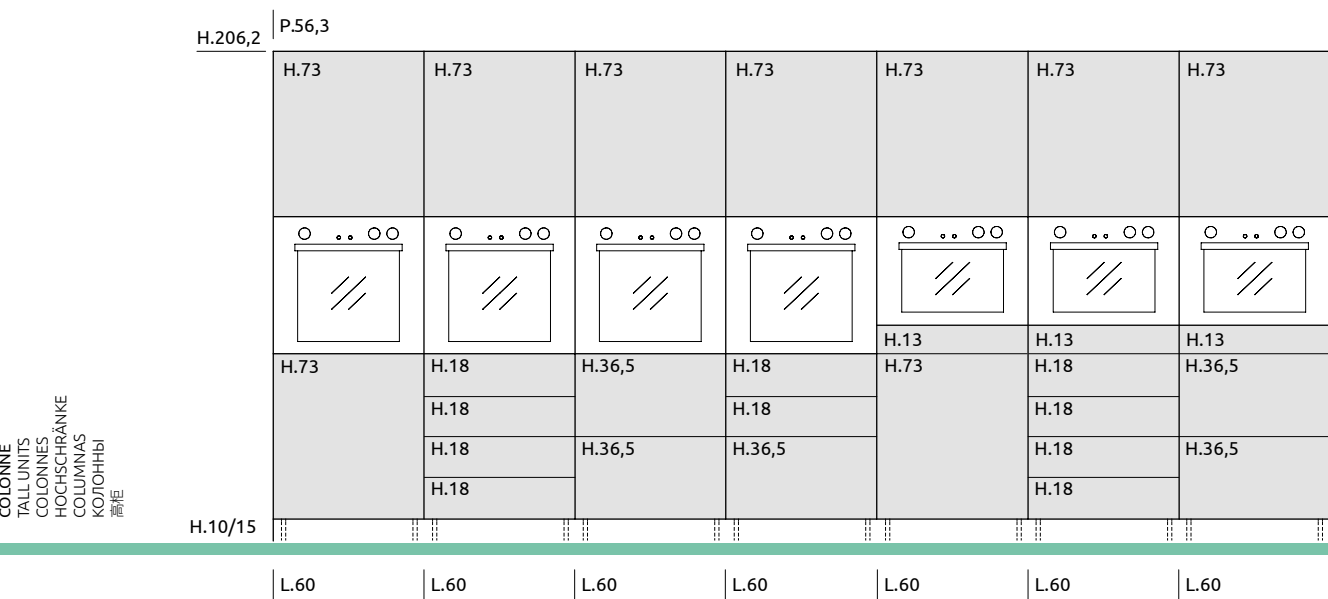 P.56,3
H.206,2
H.73 H.73 H.73 H.73 H.73 H.73 H.73
H.13 H.13 H.13
H.73 H.18 H.36,5 H.18 H.73 H.18 H.36,5
H.18 H.18 H.18
H.18 H.36,5 H.36,5 H.18 H.36,5
H.18 H.18
COLONNE
TALL UNITS
COLONNES
HOCHSCHRÄNKE
COLUMNAS
КОЛОННЫ
高柜
H.10/15
L.60 L.60 L.60 L.60 L.60 L.60 L.60